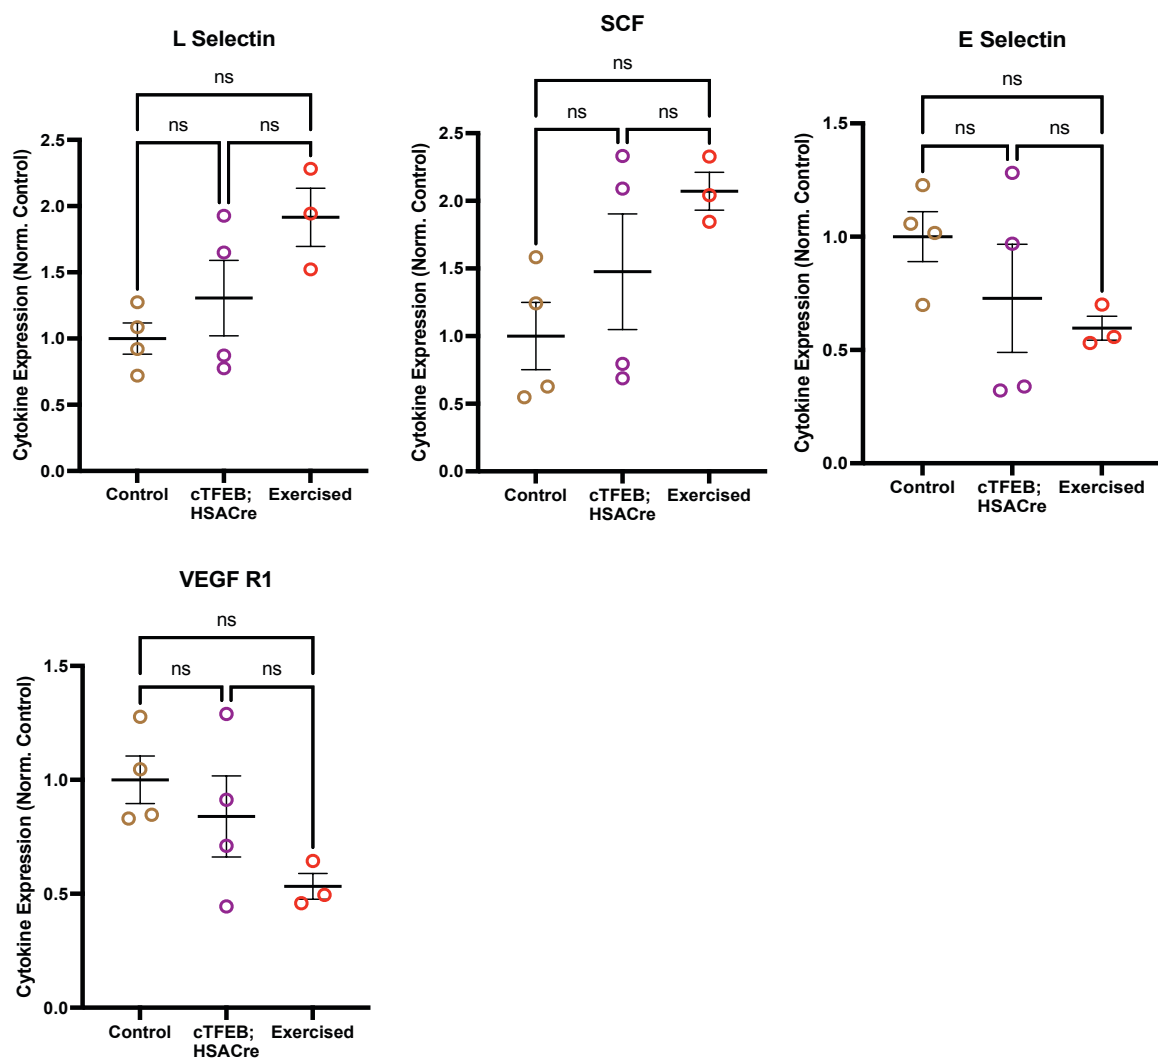 L Selectin
ns
ns
ns
Cytokine Expression (Norm. Control)
2.5
2.0
1.5
1.0
0.5
0.0
Control
cTFEB;
HSACre
Exercised
SCF
ns
ns
ns
Cytokine Expression (Norm. Control)
2.5
2.0
1.5
1.0
0.5
0.0
Control
cTFEB;
HSACre
Exercised
E Selectin
ns
ns
ns
Cytokine Expression (Norm. Control)
1.5
1.0
0.5
0.0
Control
cTFEB;
HSACre
Exercised
VEGF R1
ns
ns
ns
Cytokine Expression (Norm. Control)
1.5
1.0
0.5
0.0
Control
cTFEB;
HSACre
Exercised